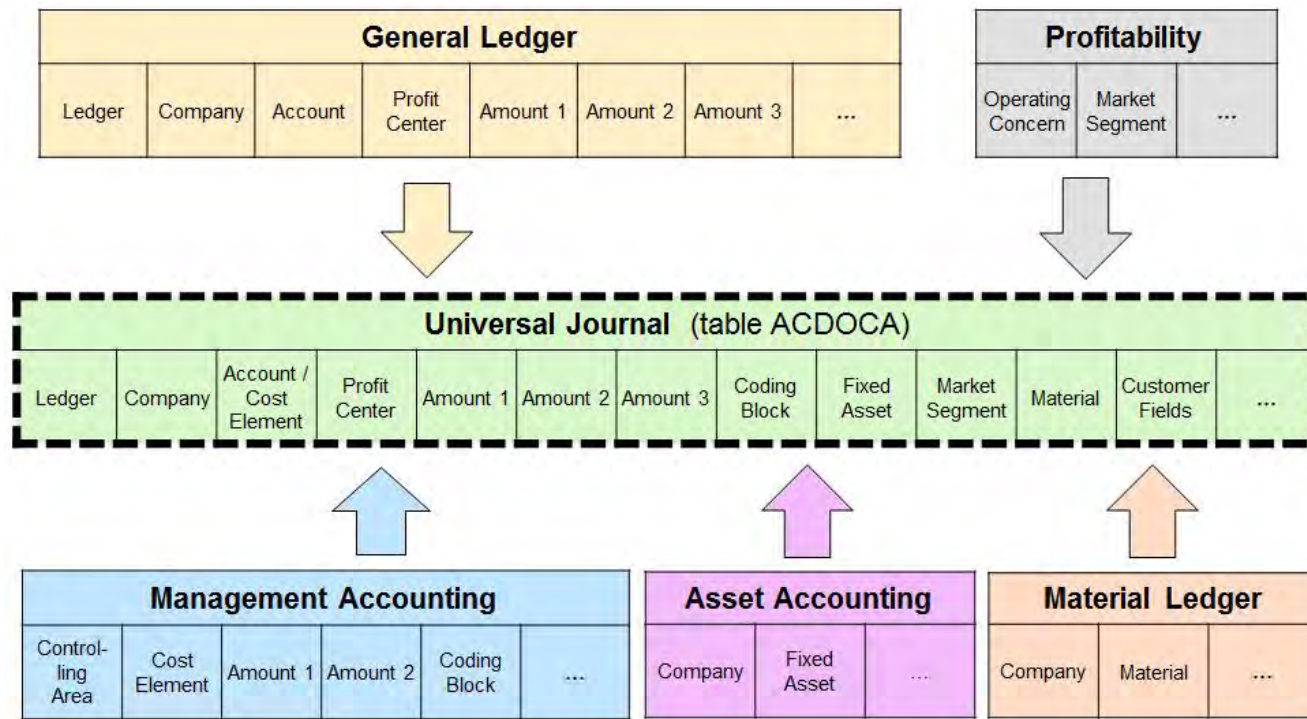 General Ledger
Profitability
Ledger
Company
Account
Profit
Center
Amount 1
Amount 2
Amount 3
...
Operating
Concern
Market
Segment
...
Universal Journal (table ACDOCA)
Ledger
Company
Account /
Cost
Element
Profit
Center
Amount 1
Amount 2
Amount 3
Coding
Block
Fixed
Asset
Market
Segment
Material
Customer
Fields
...
Management Accounting
Asset Accounting
Material Ledger
Control-
ling
Area
Cost
Element
Amount 1
Amount 2
Coding
Block
...
Company
Fixed
Asset
...
Company
Material
...